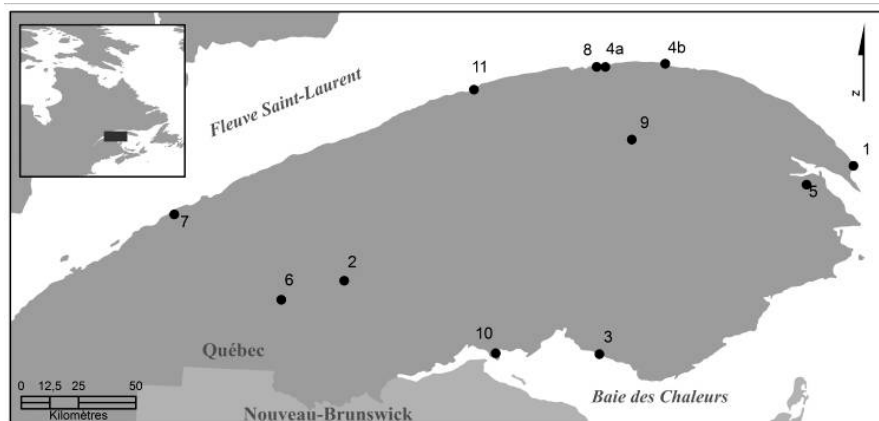 8 4a 4b
11
Fleuve Saint-Laurent
z
9
1
5
7
2
6
10 3
Québec
0 12,5 25 50
Kilomètres
Baie des Chaleurs
Nouveau-Brunswick